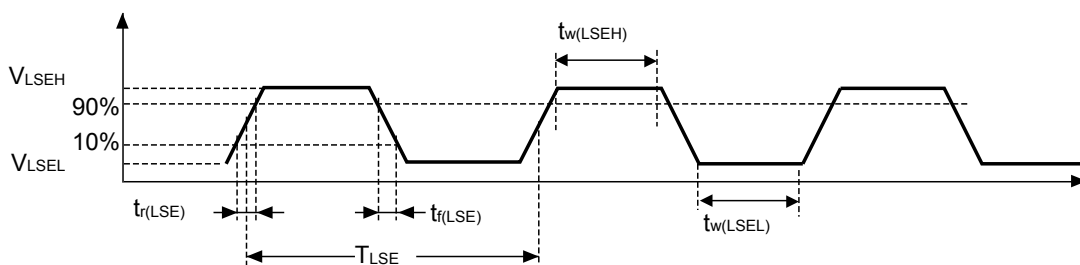 tw(LSEH)
VLSEH
90%
10%
VLSEL
tr(LSE)
tf(LSE)
tw(LSEL)
TLSE